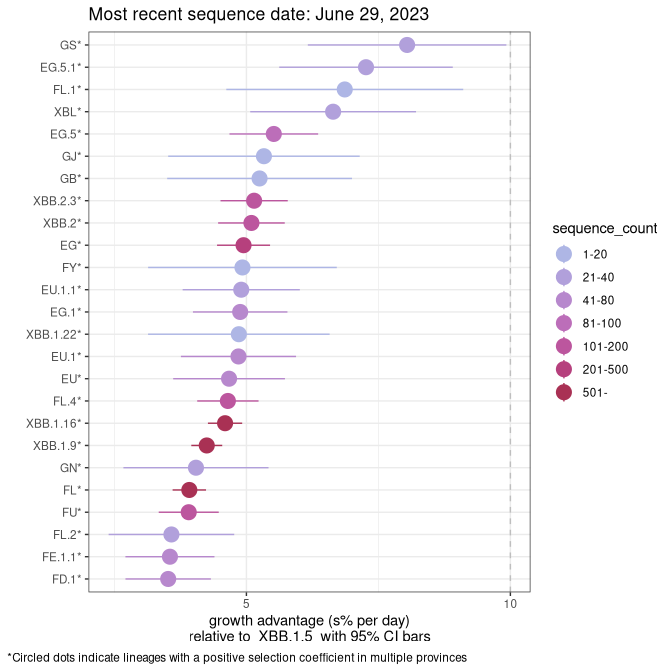 Most recent sequence date: June 29, 2023
GS*
EG.5.1*
FL.1*
XBL*
EG.5*
GJ*
GB*
XBB.2.3*
XBB.2*
EG*
FY*
EU.1.1*
EG.1*
XBB.1.22*
EU.1*
EU*
FL.4*
XBB.1.16*
XBB.1.9*
GN*
FL*
FU*
FL.2*
FE.1.1*
FD.1*
5 10
growth advantage (s% per day)
relative to XBB.1.5 with 95% CI bars
sequence_count
1-20
21-40
41-80
81-100
101-200
201-500
501-
*Circled dots indicate lineages with a positive selection coefficient in multiple provinces